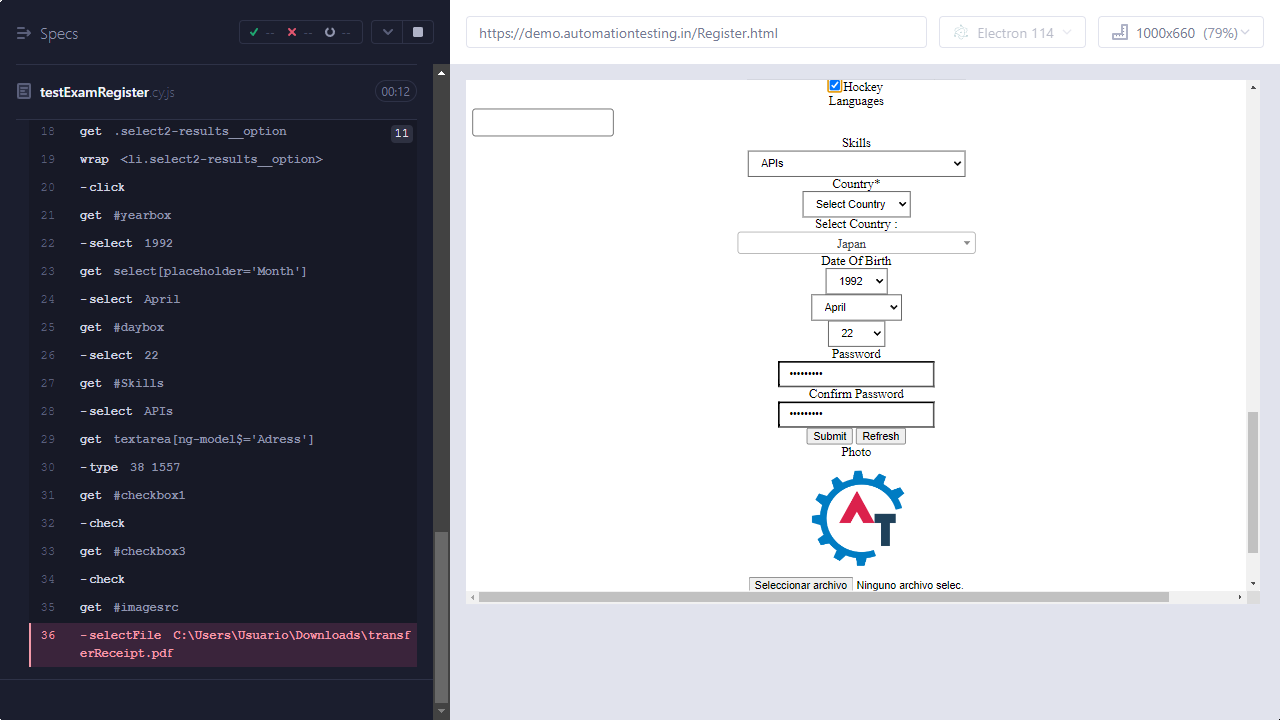 Specs
--
--
--
https://demo.automationtesting.in/Register.html
Electron 114
1000x660 (79%)
testExamRegister.cy.js
00:12
18 get .select2-results__option 11
19 wrap <li.select2-results__option>
20 -click
21 get #yearbox
22 -select 1992
23 get select[placeholder='Month']
24 -select April
25 get #daybox
26 -select 22
27 get #Skills
28 -select APIs
29 get textarea[ng-model$='Adress']
30 -type 38 1557
31 get #checkbox1
32 -check
33 get #checkbox3
34 -check
35 get #imagesrc
36 -selectFile C:\Users\Usuario\Downloads\transf
erReceipt.pdf
Hockey
Languages
Skills
APIs
Country*
Select Country
Select Country :
Japan
Date Of Birth
1992
April
22
Password
•••••••••
Confirm Password
•••••••••
Submit Refresh
Photo
AT
Seleccionar archivo Ninguno archivo selec.